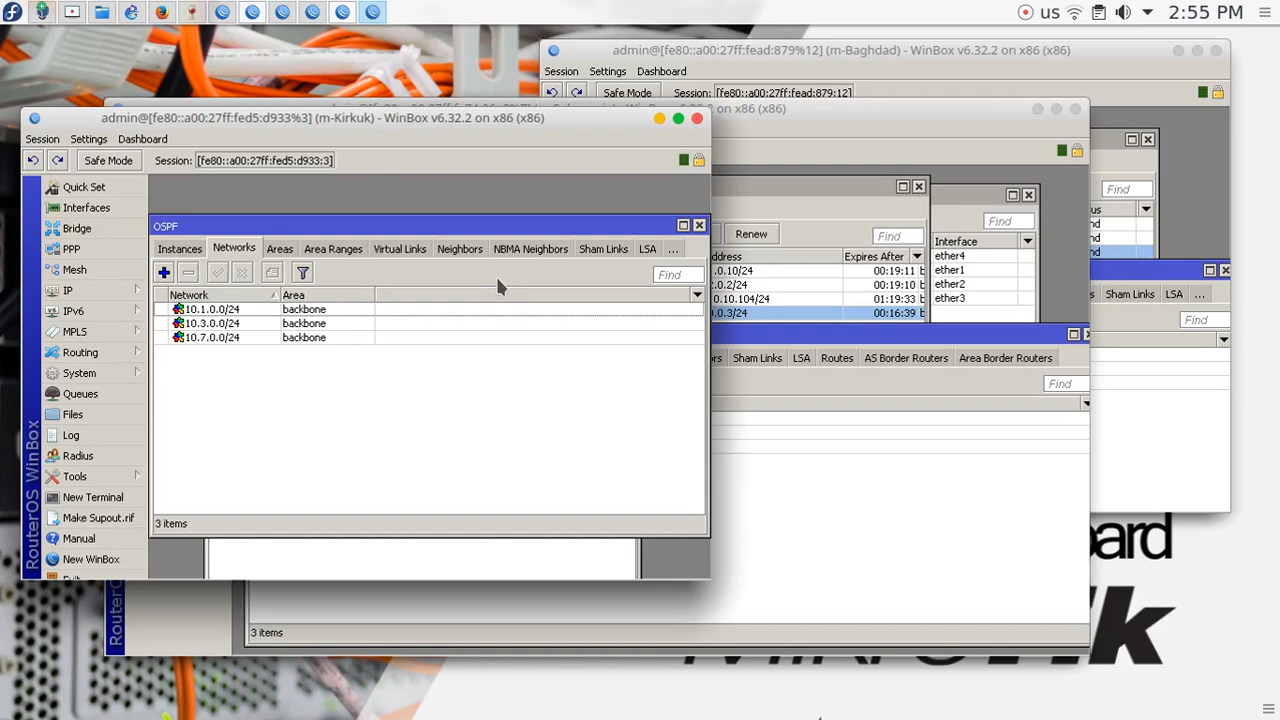 us
2:55 PM
admin@[fe80::a00:27ff:fead:879%12] (m-Baghdad) - WinBox v6.32.2 on x86 (x86)
Session Settings Dashboard
Safe Mode Session: [fe80::a00:27ff:fead:879:12]
admin@[fe80::a00:27ff:fed5:d933%3] (m-Kirkuk) - WinBox v6.32.2 on x86 (x86)
Session Settings Dashboard
Safe Mode Session: [fe80::a00:27ff:fed5:d933:3]
Quick Set
Interfaces
Bridge
PPP
Mesh
IP
IPv6
MPLS
Routing
System
Queues
Files
Log
Radius
Tools
New Terminal
Make Supout.rif
Manual
New WinBox
RouterOS WinBox
OSPF
Instances Networks Areas Area Ranges Virtual Links Neighbors NBMA Neighbors Sham Links LSA ...
Find
Network Area
10.1.0.0/24 backbone
10.3.0.0/24 backbone
10.7.0.0/24 backbone
3 items
Renew
Find
ddress Expires After
.0.10/24 00:19:11 b
.0.2/24 00:19:10 b
.10.104/24 01:19:33 b
.0.3/24 00:16:39 b
Find
Interface
ether4
ether1
ether2
ether3
Find
us
nd
nd
nd
Sham Links LSA ...
Find
rs Sham Links LSA Routes AS Border Routers Area Border Routers
Find
3 items
oard